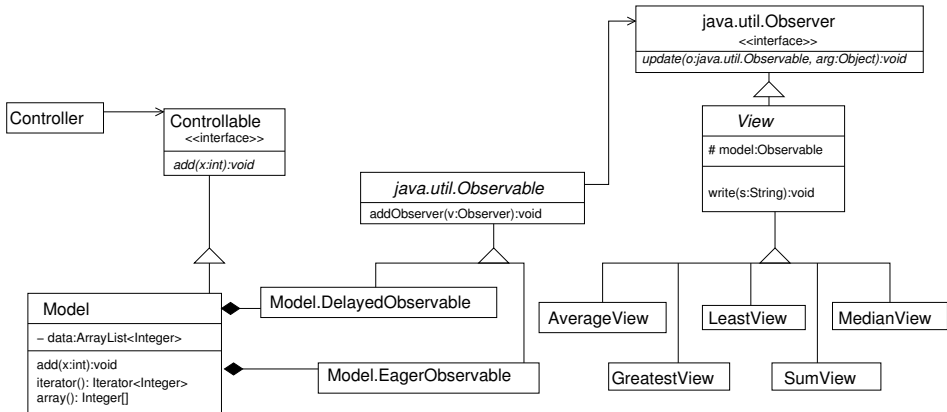 java.util.Observer
<<interface>>
update(o:java.util.Observable, arg:Object):void
Controller
Controllable
<<interface>>
add(x:int):void
View
# model:Observable
write(s:String):void
java.util.Observable
addObserver(v:Observer):void
Model
– data:ArrayList<Integer>
add(x:int):void
iterator(): Iterator<Integer>
array(): Integer[]
Model.DelayedObservable
Model.EagerObservable
AverageView
LeastView
MedianView
GreatestView
SumView